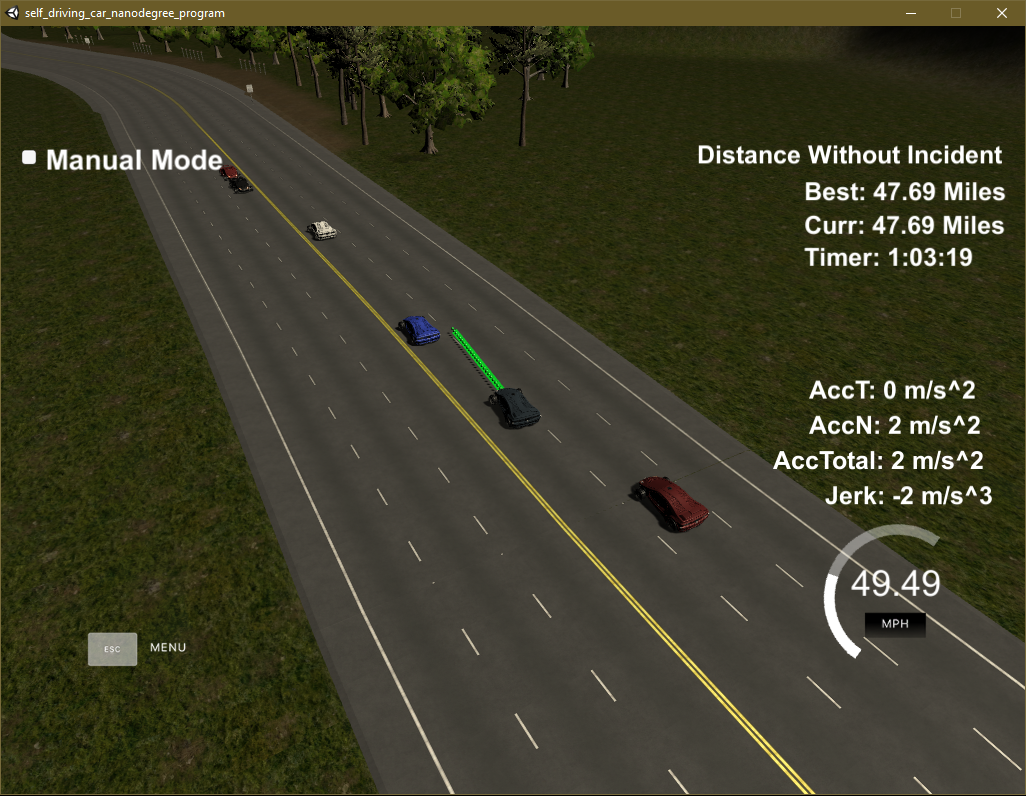 self_driving_car_nanodegree_program
Manual Mode
Distance Without Incident
Best: 47.69 Miles
Curr: 47.69 Miles
Timer: 1:03:19
AccT: 0 m/s^2
AccN: 2 m/s^2
AccTotal: 2 m/s^2
Jerk: -2 m/s^3
49.49
MPH
ESC MENU